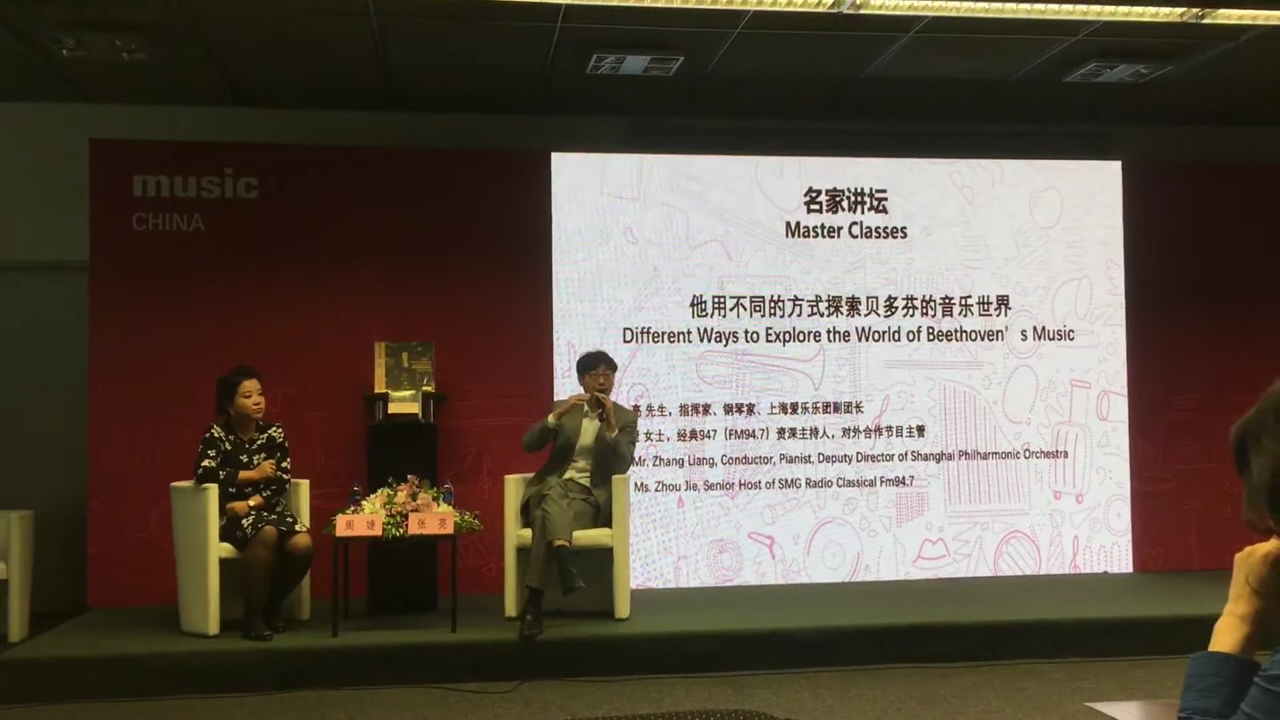 music
CHINA
名家讲坛
Master Classes
他用不同的方式探索贝多芬的音乐世界
Different Ways to Explore the World of Beethoven's Music
亮 先生，指挥家、钢琴家、上海爱乐乐团副团长
女士，经典947（FM94.7）资深主持人，对外合作节目主管
Mr. Zhang Liang, Conductor, Pianist, Deputy Director of Shanghai Philharmonic Orchestra
Ms. Zhou Jie, Senior Host of SMG Radio Classical Fm94.7
周 婕
张 亮